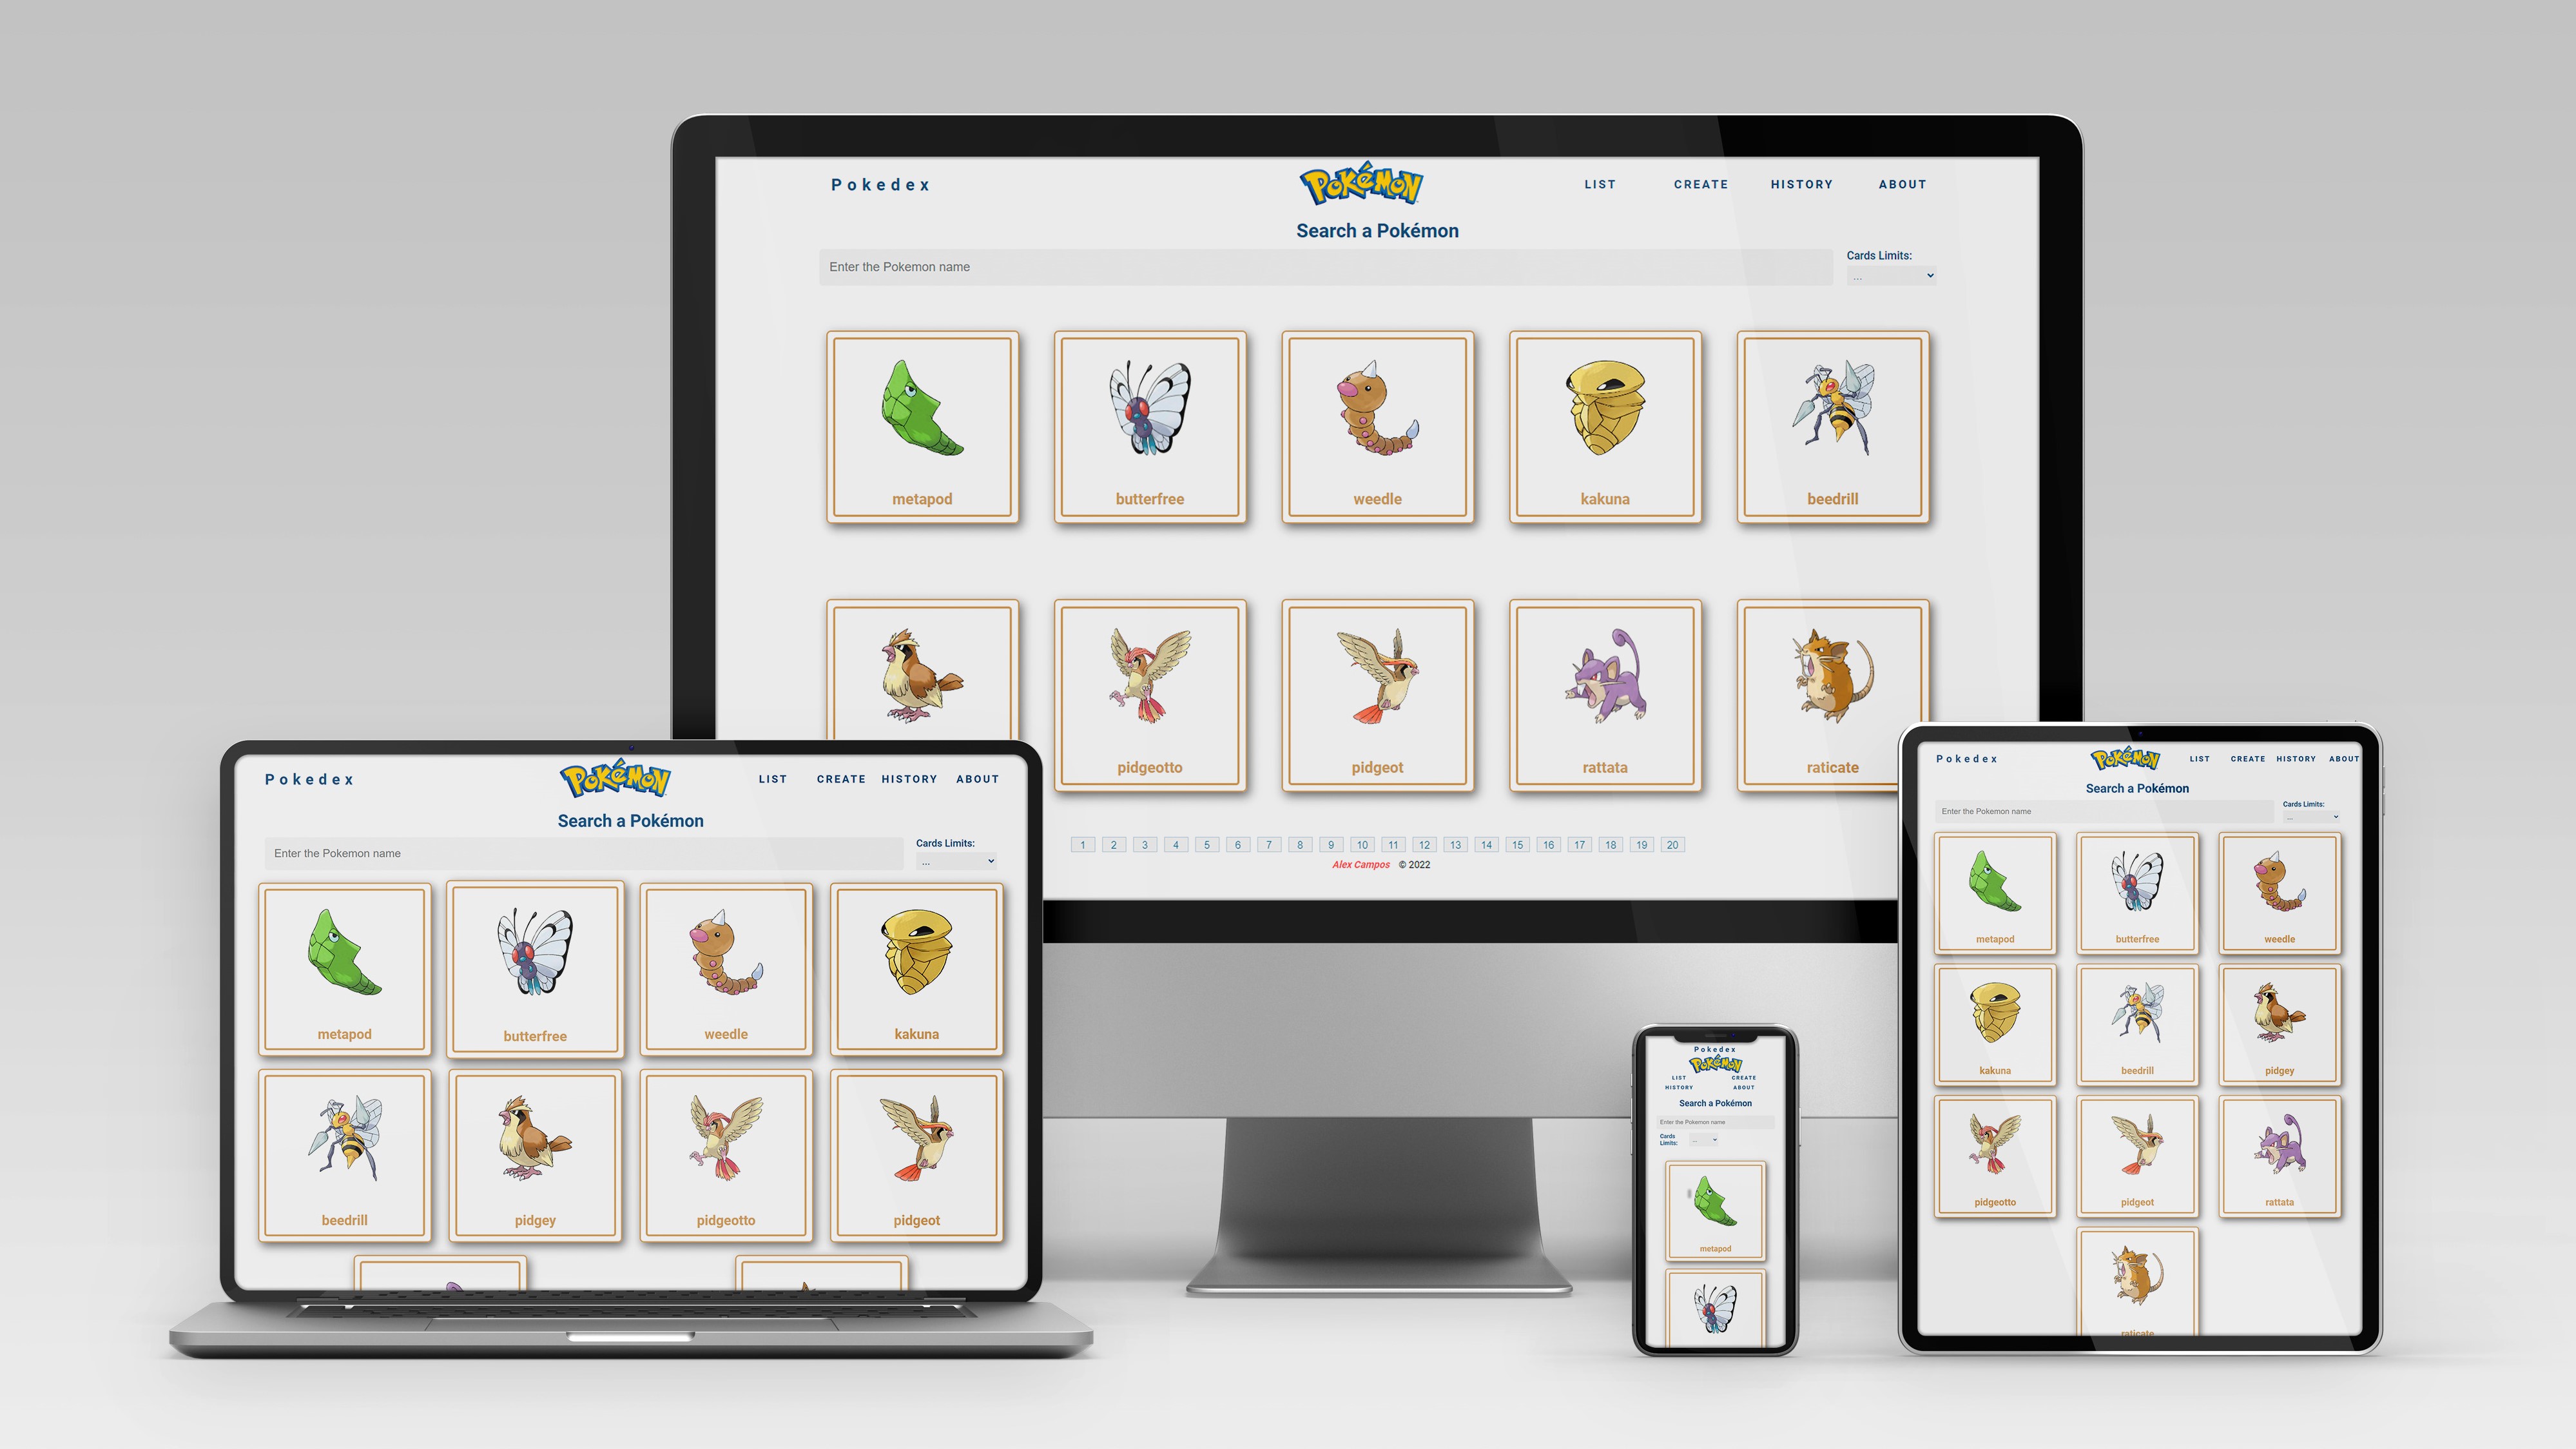 Pokedex POKéMON LIST CREATE HISTORY ABOUT
Search a Pokémon
Enter the Pokemon name
Cards Limits:
...
metapod butterfree weedle kakuna beedrill
pidgeotto pidgeot rattata raticate
1 2 3 4 5 6 7 8 9 10 11 12 13 14 15 16 17 18 19 20
Alex Campos © 2022
Pokedex POKéMON LIST CREATE HISTORY ABOUT
Search a Pokémon
Enter the Pokemon name
Cards Limits:
...
metapod butterfree weedle kakuna
beedrill pidgey pidgeotto pidgeot
Pokedex
POKéMON
LIST CREATE
HISTORY ABOUT
Search a Pokémon
Enter the Pokemon name
Cards
Limits:
...
metapod
Pokedex POKéMON LIST CREATE HISTORY ABOUT
Search a Pokémon
Enter the Pokemon name
Cards Limits:
...
metapod butterfree weedle
kakuna beedrill pidgey
pidgeotto pidgeot rattata
raticate